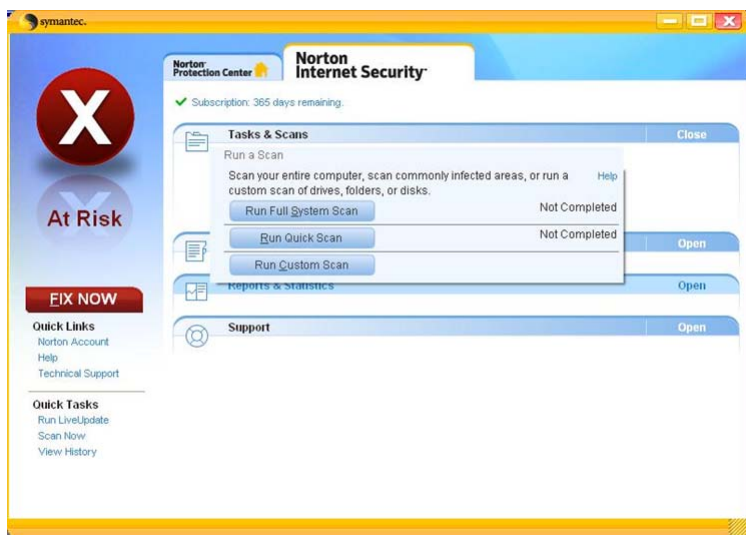 symantec.
Norton
Protection Center
Norton
Internet Security
Subscription: 365 days remaining.
Tasks & Scans
Close
Run a Scan
Scan your entire computer, scan commonly infected areas, or run a
custom scan of drives, folders, or disks.
Help
Run Full System Scan
Not Completed
Run Quick Scan
Not Completed
Run Custom Scan
Open
Reports & Statistics
Open
Support
Open
X
At Risk
FIX NOW
Quick Links
Norton Account
Help
Technical Support
Quick Tasks
Run LiveUpdate
Scan Now
View History